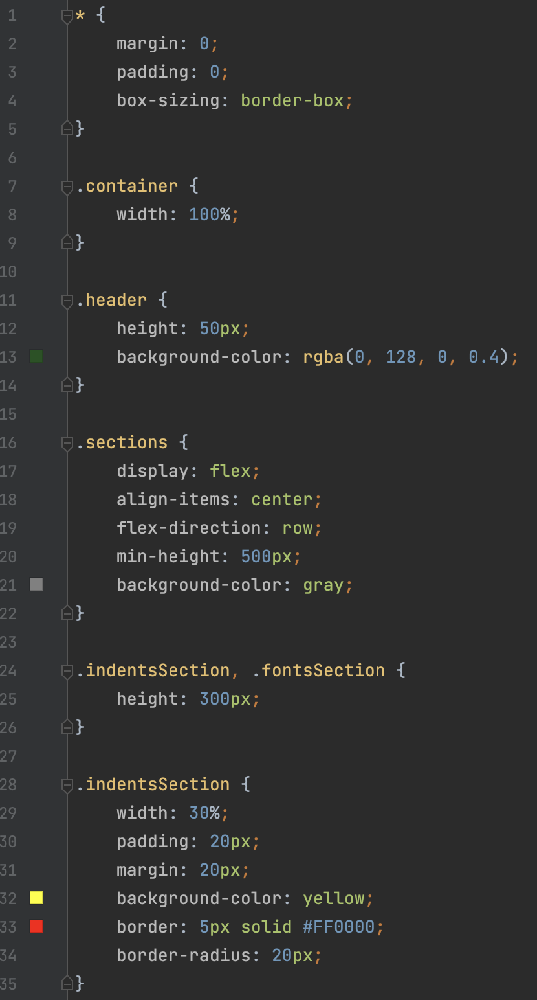 1 * {
2     margin: 0;
3     padding: 0;
4     box-sizing: border-box;
5 }
6
7 .container {
8     width: 100%;
9 }
10
11 .header {
12     height: 50px;
13     background-color: rgba(0, 128, 0, 0.4);
14 }
15
16 .sections {
17     display: flex;
18     align-items: center;
19     flex-direction: row;
20     min-height: 500px;
21     background-color: gray;
22 }
23
24 .indentsSection, .fontsSection {
25     height: 300px;
26 }
27
28 .indentsSection {
29     width: 30%;
30     padding: 20px;
31     margin: 20px;
32     background-color: yellow;
33     border: 5px solid #FF0000;
34     border-radius: 20px;
35 }